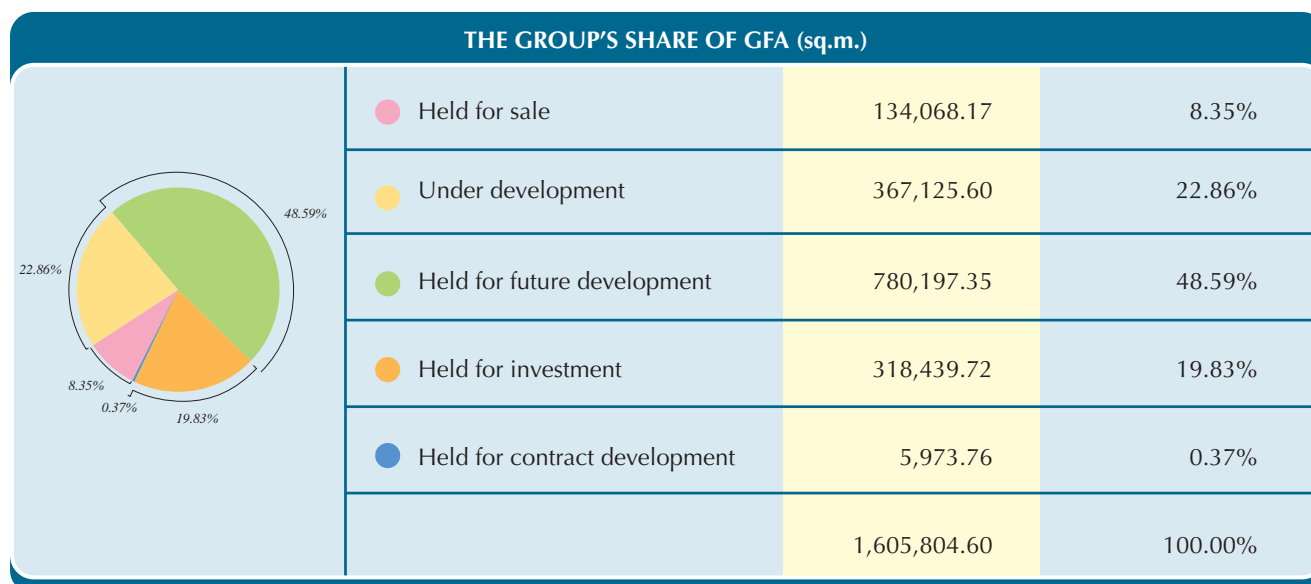 THE GROUP'S SHARE OF GFA (sq.m.)
48.59%
22.86%
8.35%
0.37%
19.83%
Held for sale 134,068.17 8.35%
Under development 367,125.60 22.86%
Held for future development 780,197.35 48.59%
Held for investment 318,439.72 19.83%
Held for contract development 5,973.76 0.37%
1,605,804.60 100.00%